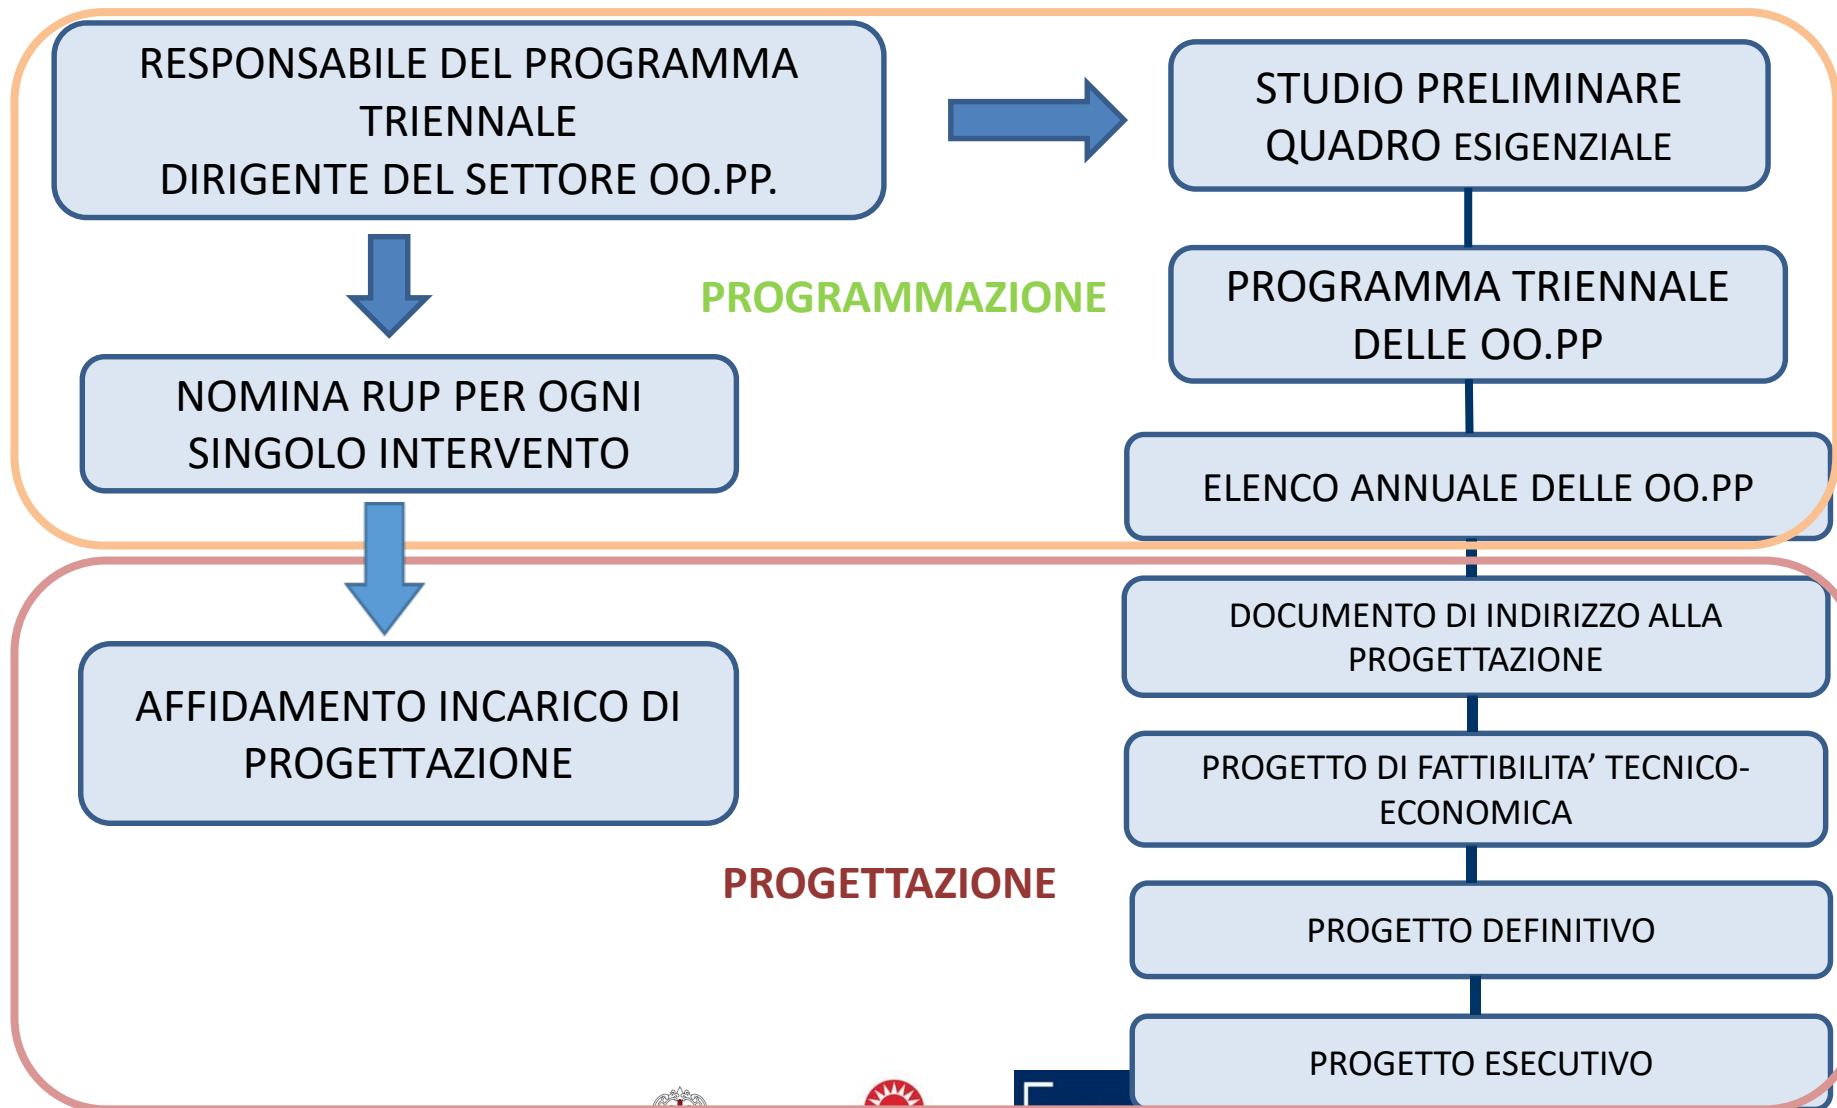 RESPONSABILE DEL PROGRAMMA
TRIENNALE
DIRIGENTE DEL SETTORE OO.PP.
STUDIO PRELIMINARE
QUADRO ESIGENZIALE
PROGRAMMAZIONE
PROGRAMMA TRIENNALE
DELLE OO.PP
NOMINA RUP PER OGNI
SINGOLO INTERVENTO
ELENCO ANNUALE DELLE OO.PP
DOCUMENTO DI INDIRIZZO ALLA
PROGETTAZIONE
AFFIDAMENTO INCARICO DI
PROGETTAZIONE
PROGETTO DI FATTIBILITA’ TECNICO-
ECONOMICA
PROGETTAZIONE
PROGETTO DEFINITIVO
PROGETTO ESECUTIVO